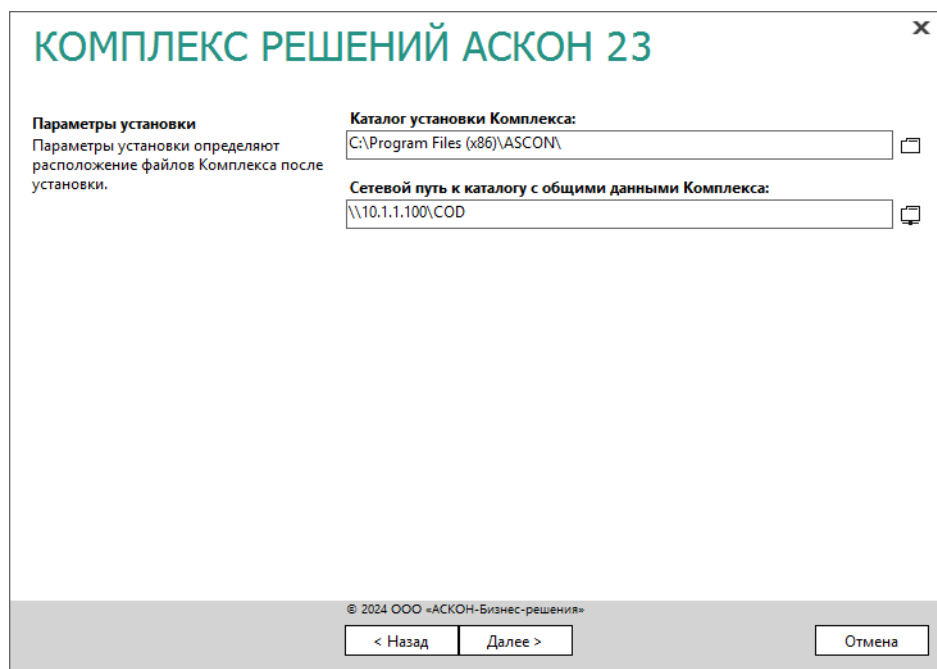 КОМПЛЕКС РЕШЕНИЙ АСКОН 23
x
Параметры установки
Параметры установки определяют
расположение файлов Комплекса после
установки.
Каталог установки Комплекса:
C:\Program Files (x86)\ASCON\
Сетевой путь к каталогу с общими данными Комплекса:
\\10.1.1.100\COD
© 2024 ООО «АСКОН-Бизнес-решения»
< Назад
Далее >
Отмена